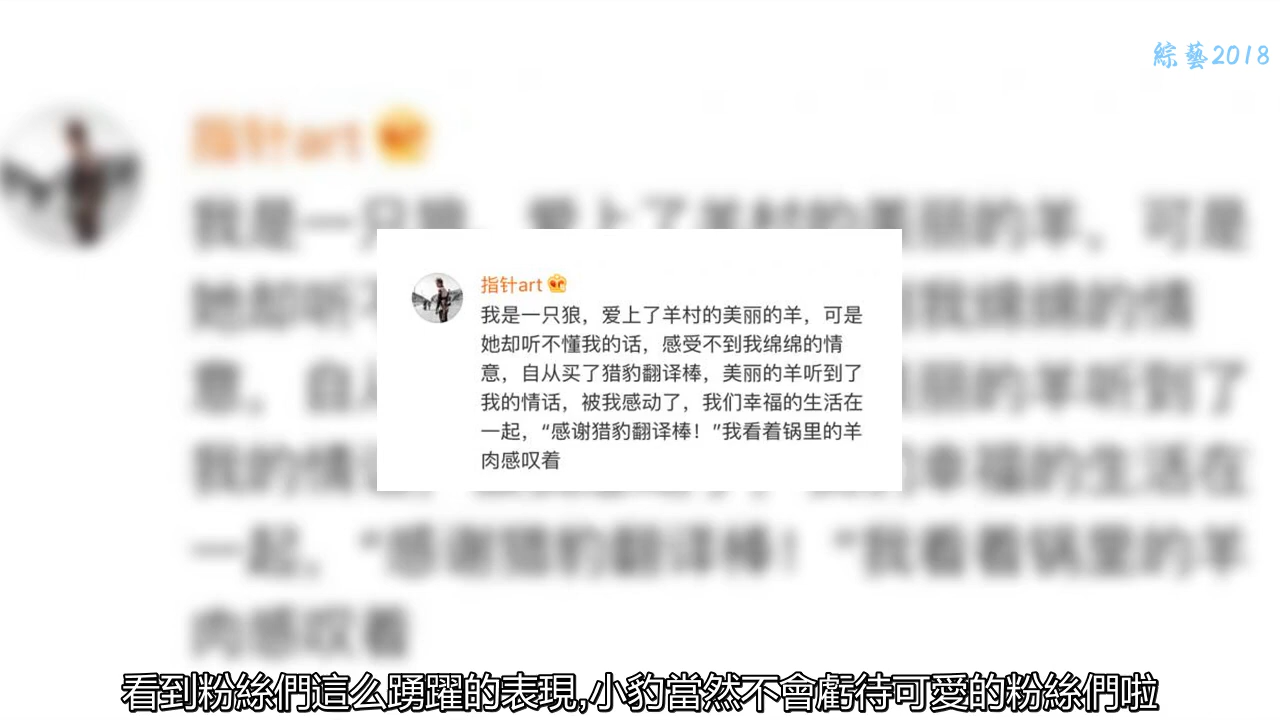 綜藝2018
指针art
我是一只狼，爱上了羊村的美丽的羊，可是
她却听不懂我的话，感受不到我绵绵的情
意，自从买了猎豹翻译棒，美丽的羊听到了
我的情话，被我感动了，我们幸福的生活在
一起，“感谢猎豹翻译棒！”我看着锅里的羊
肉感叹着
看到粉絲們這么踴躍的表現,小豹當然不會虧待可愛的粉絲們啦